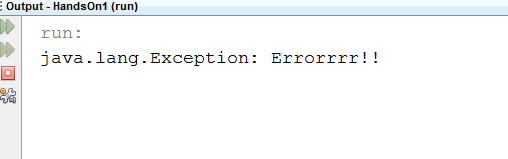 Output - HandsOn1 (run)
run:
java.lang.Exception: Errorrrr!!